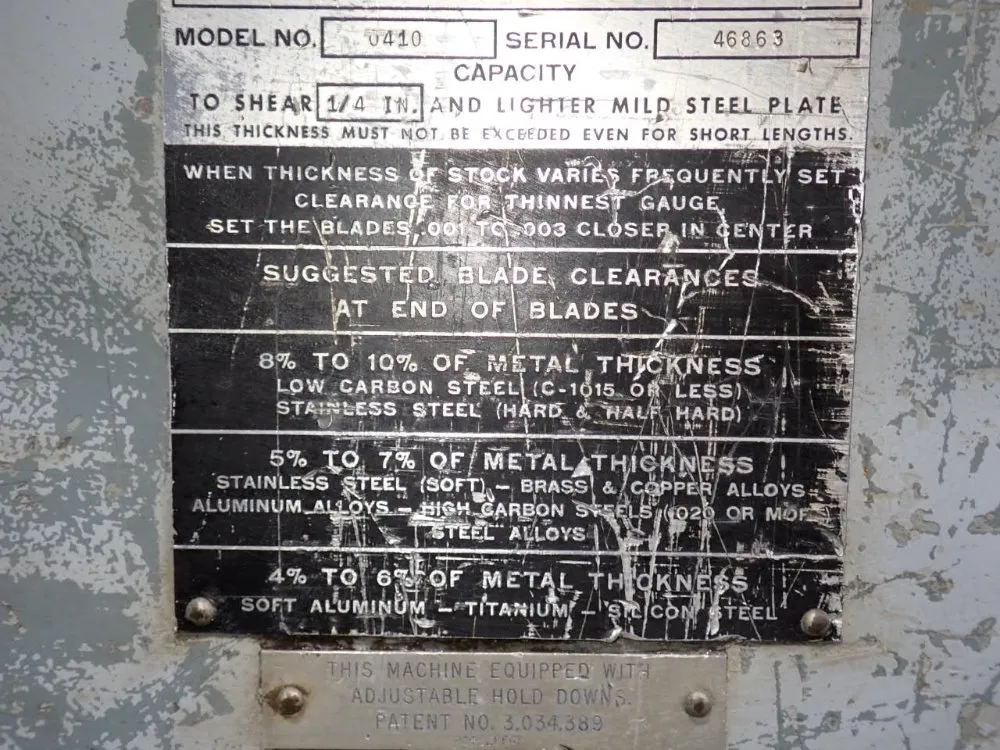 MODEL NO. 0410 SERIAL NO. 46863
CAPACITY
TO SHEAR 1/4 IN. AND LIGHTER MILD STEEL PLATE
THIS THICKNESS MUST NOT BE EXCEEDED EVEN FOR SHORT LENGTHS.
WHEN THICKNESS OF STOCK VARIES FREQUENTLY SET
CLEARANCE FOR THINNEST GAUGE
SET THE BLADES .001 TO .003 CLOSER IN CENTER
SUGGESTED BLADE CLEARANCES
AT END OF BLADES
8% TO 10% OF METAL THICKNESS
LOW CARBON STEEL (C-1015 OR LESS)
STAINLESS STEEL (HARD & HALF HARD)
5% TO 7% OF METAL THICKNESS
STAINLESS STEEL (SOFT) - BRASS & COPPER ALLOYS
ALUMINUM ALLOYS - HIGH CARBON STEELS (1020 OR MORE
STEEL ALLOYS
4% TO 6% OF METAL THICKNESS
SOFT ALUMINUM - TITANIUM - SILICON STEEL
THIS MACHINE EQUIPPED WITH
ADJUSTABLE HOLD DOWNS.
PATENT NO. 3.034.389